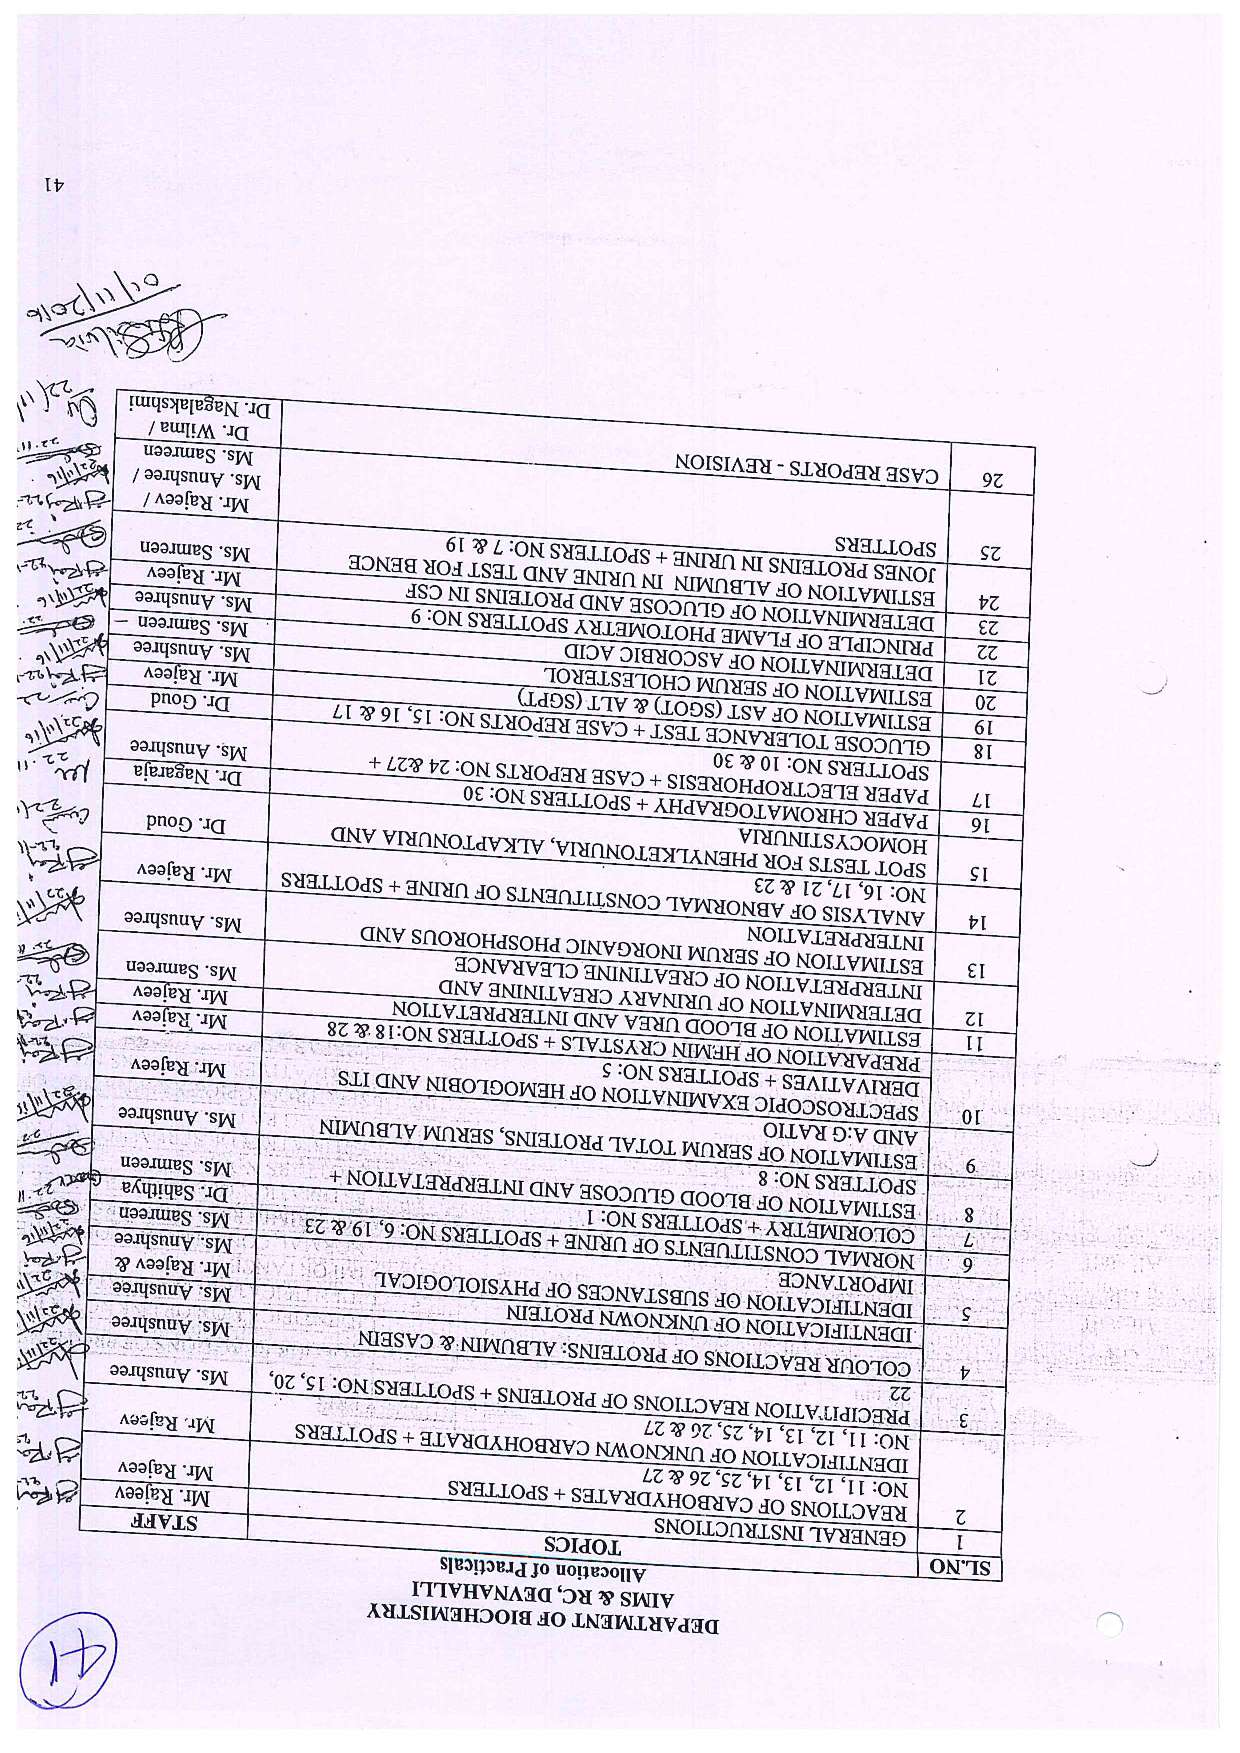 41
DEPARTMENT OF BIOCHEMISTRY
AIMS & RC, DEVNAHALLI
Allocation of Practicals
SL.NO TOPICS STAFF
1 GENERAL INSTRUCTIONS Mr. Rajeev
2 REACTIONS OF CARBOHYDRATES + SPOTTERS Mr. Rajeev
NO: 11, 12, 13, 14, 25, 26 & 27
IDENTIFICATION OF UNKNOWN CARBOHYDRATE + SPOTTERS Mr. Rajeev
NO: 11, 12, 13, 14, 25, 26 & 27
3 PRECIPITATION REACTIONS OF PROTEINS + SPOTTERS NO: 15, 20, Ms. Anushree
22
4 COLOUR REACTIONS OF PROTEINS: ALBUMIN & CASEIN Ms. Anushree
IDENTIFICATION OF UNKNOWN PROTEIN Ms. Anushree
5 IDENTIFICATION OF SUBSTANCES OF PHYSIOLOGICAL Mr. Rajeev &
IMPORTANCE Ms. Anushree
6 NORMAL CONSTITUENTS OF URINE + SPOTTERS NO: 6, 19 & 23 Ms. Samreen
7 COLORIMETRY + SPOTTERS NO: 1 Dr. Sahithya
8 ESTIMATION OF BLOOD GLUCOSE AND INTERPRETATION + Ms. Samreen
SPOTTERS NO: 8
9 ESTIMATION OF SERUM TOTAL PROTEINS, SERUM ALBUMIN Ms. Anushree
AND A:G RATIO
10 SPECTROSCOPIC EXAMINATION OF HEMOGLOBIN AND ITS Mr. Rajeev
DERIVATIVES + SPOTTERS NO: 5
PREPARATION OF HEMIN CRYSTALS + SPOTTERS NO:18 & 28 Mr. Rajeev
11 ESTIMATION OF BLOOD UREA AND INTERPRETATION Mr. Rajeev
12 DETERMINATION OF URINARY CREATININE AND Ms. Samreen
INTERPRETATION OF CREATININE CLEARANCE
13 ESTIMATION OF SERUM INORGANIC PHOSPHOROUS AND Ms. Anushree
INTERPRETATION
14 ANALYSIS OF ABNORMAL CONSTITUENTS OF URINE + SPOTTERS Mr. Rajeev
NO: 16, 17, 21 & 23
15 SPOT TESTS FOR PHENYLKETONURIA, ALKAPTONURIA AND Dr. Goud
HOMOCYSTINURIA
16 PAPER CHROMATOGRAPHY + SPOTTERS NO: 30 Dr. Nagaraja
17 PAPER ELECTROPHORESIS + CASE REPORTS NO: 24 &27 + Ms. Anushree
SPOTTERS NO: 10 & 30
18 GLUCOSE TOLERANCE TEST + CASE REPORTS NO: 15, 16 & 17 Dr. Goud
19 ESTIMATION OF AST (SGOT) & ALT (SGPT) Mr. Rajeev
20 ESTIMATION OF SERUM CHOLESTEROL Ms. Anushree
21 DETERMINATION OF ASCORBIC ACID Ms. Samreen
22 PRINCIPLE OF FLAME PHOTOMETRY SPOTTERS NO: 9 Ms. Anushree
23 DETERMINATION OF GLUCOSE AND PROTEINS IN CSF Mr. Rajeev
24 ESTIMATION OF ALBUMIN IN URINE AND TEST FOR BENCE Ms. Samreen
JONES PROTEINS IN URINE + SPOTTERS NO: 7 & 19
25 SPOTTERS Mr. Rajeev /
Ms. Anushree /
Ms. Samreen
26 CASE REPORTS - REVISION Dr. Wilma /
Dr. Nagalakshmi
01/11/2016
41